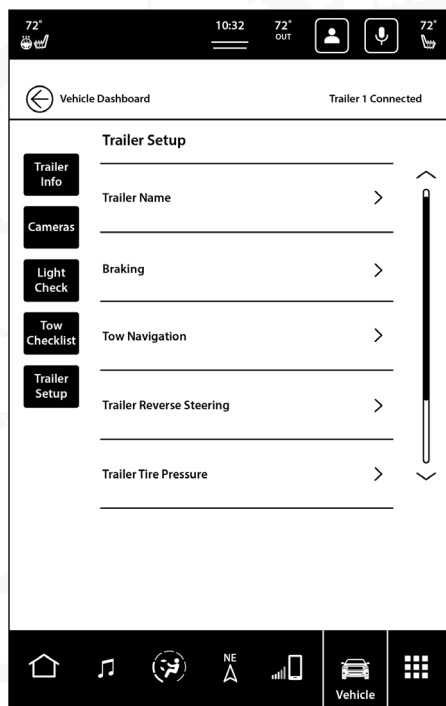 72°
10:32
72°
OUT
72°
Vehicle Dashboard
Trailer 1 Connected
Trailer Setup
Trailer
Info
Cameras
Light
Check
Tow
Checklist
Trailer
Setup
Trailer Name
Braking
Tow Navigation
Trailer Reverse Steering
Trailer Tire Pressure
NE
Vehicle